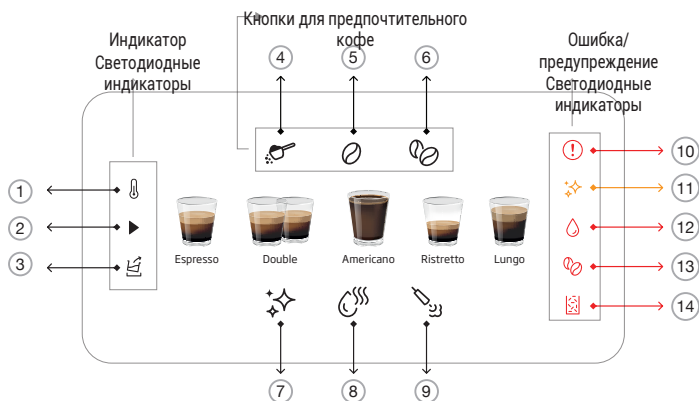 Кнопки для предпочтительного
кофе
Индикатор
Светодиодные
индикаторы
Ошибка/
предупреждение
Светодиодные
индикаторы
4
5
6
1
2
3
Espresso
Double
Americano
Ristretto
Lungo
10
11
12
13
14
7
8
9